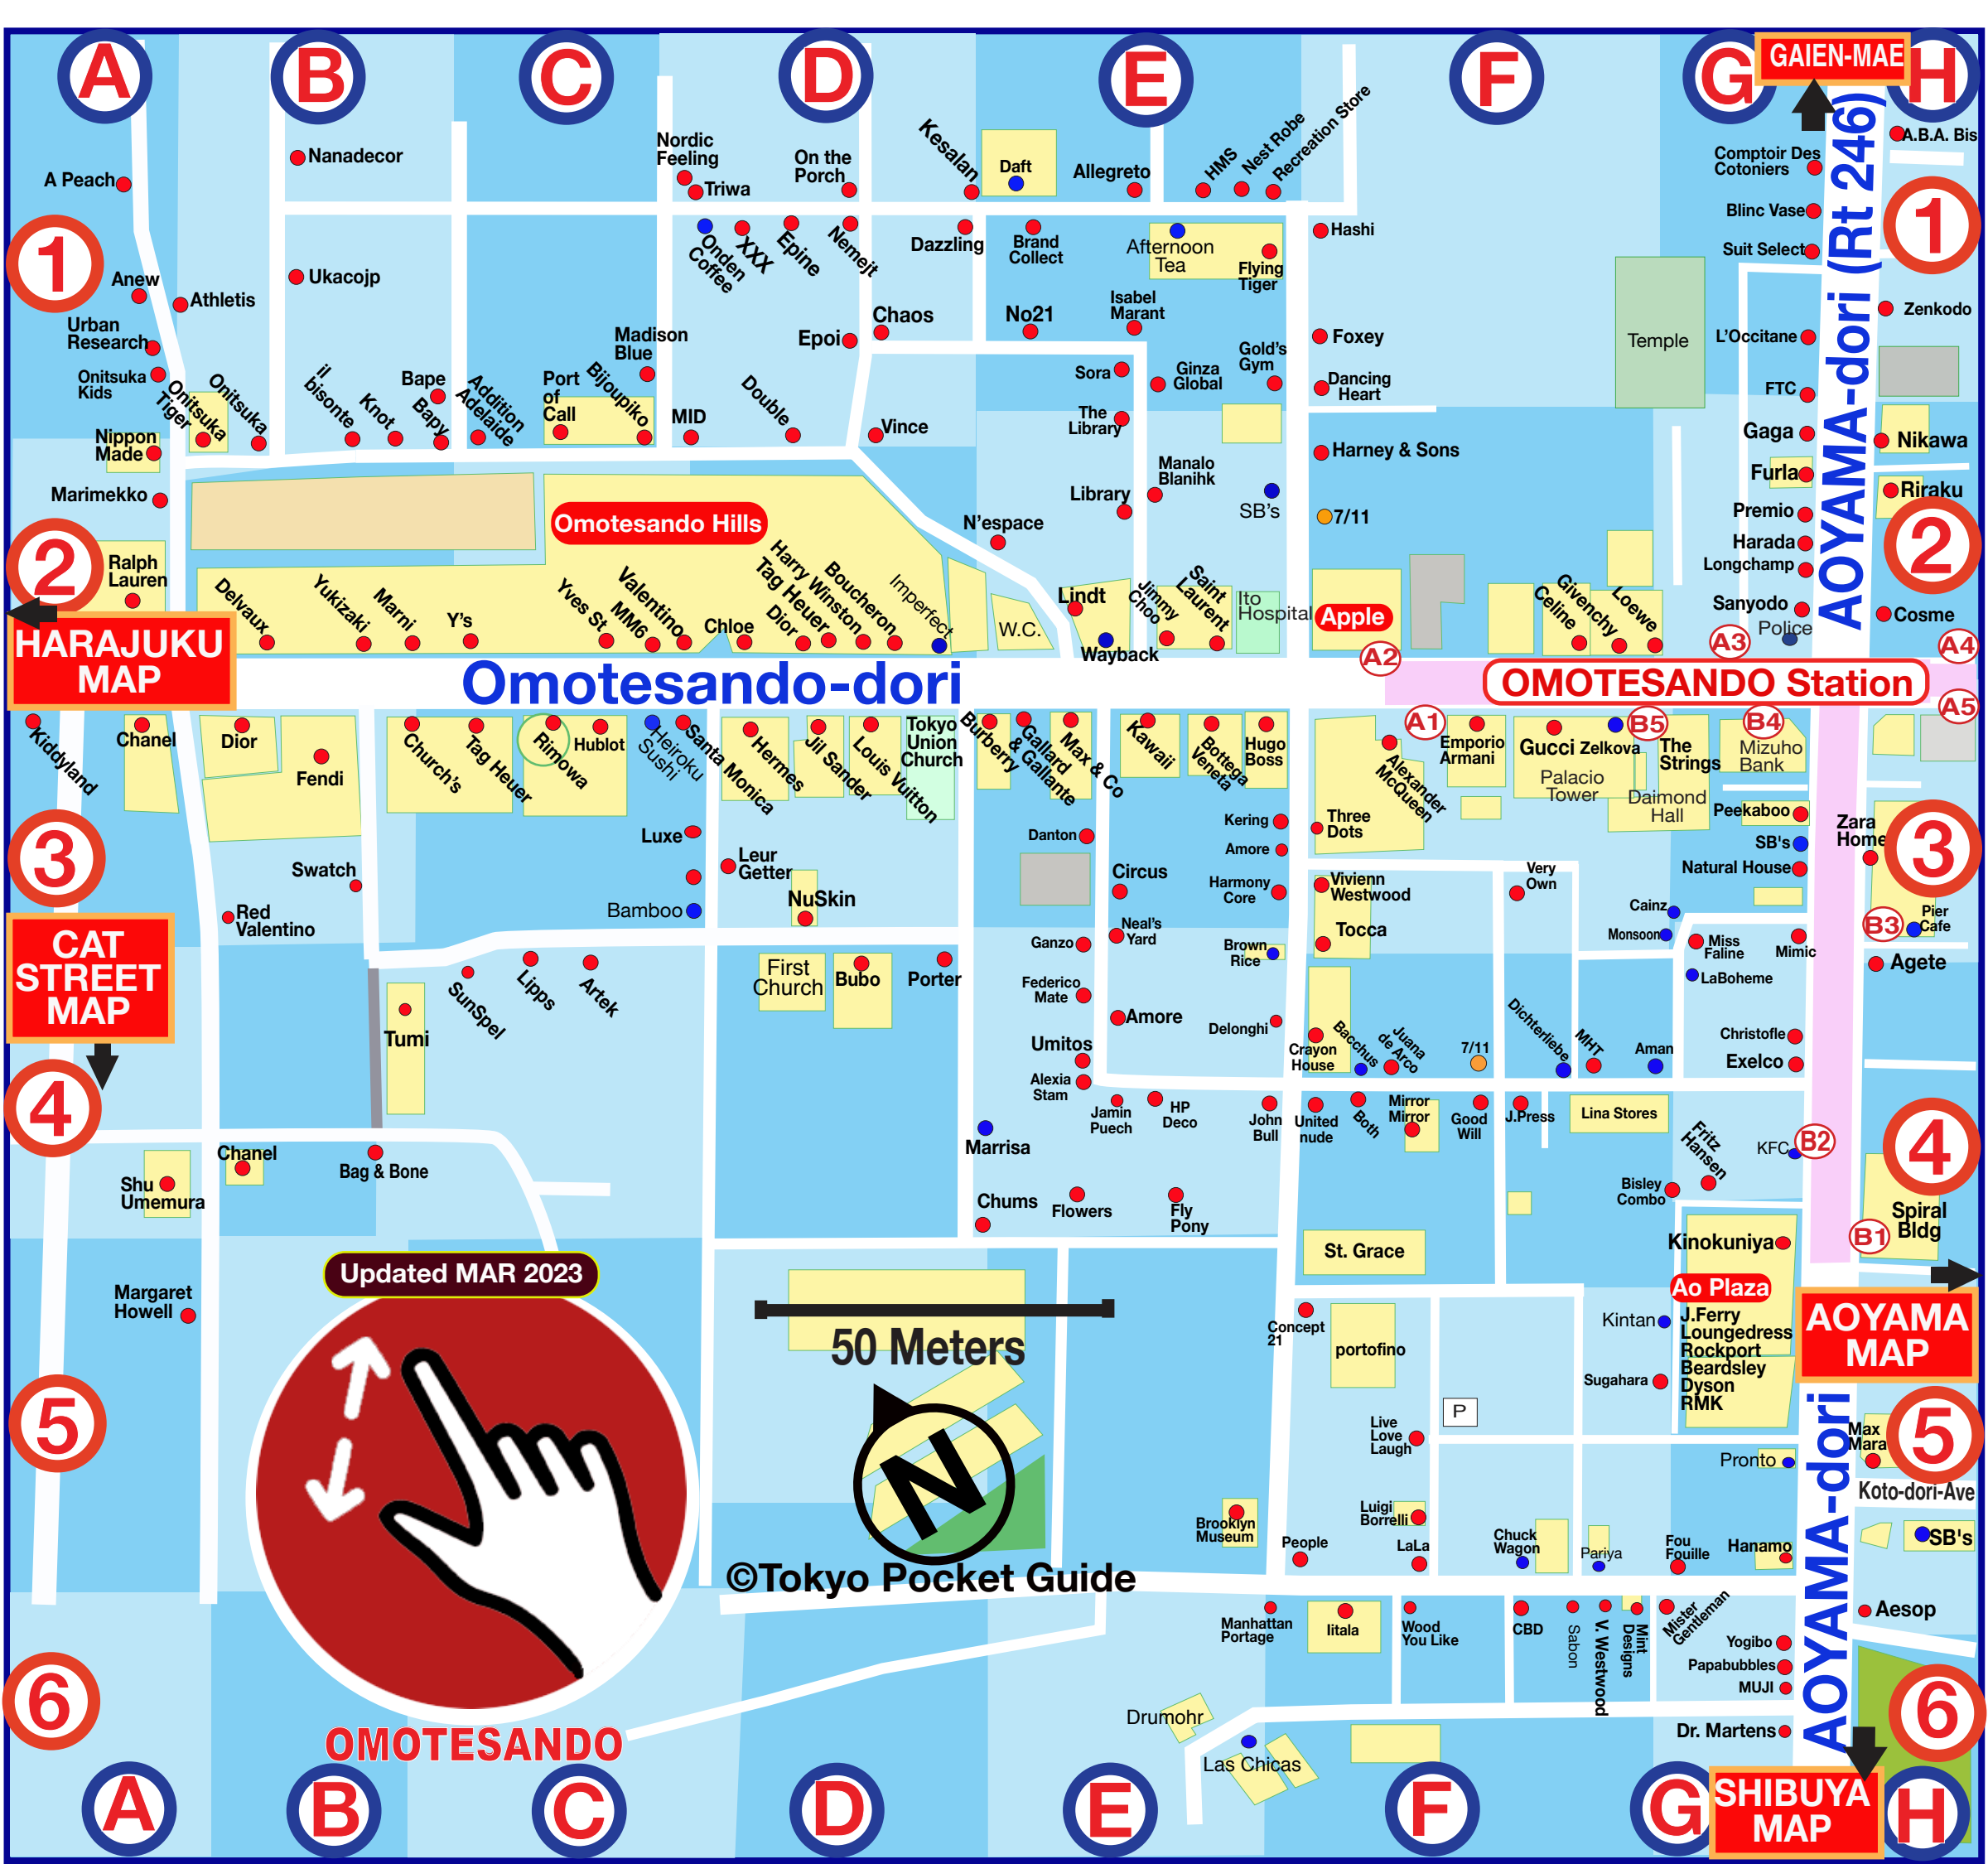 A
B
C
D
E
F
G
H
GAIEN-MAE
1
1
A Peach
Nanadecor
Nordic
Feeling
Triwa
On the
Porch
Kesalan
Daft
Allegreto
HMS
Nest Robe
Recreation Store
Comptoir Des
Cotoniers
A.B.A. Bis
Blinc Vase
Suit Select
AOYAMA-dori (Rt 246)
Anew
Athletis
Urban
Research
Onitsuka
Kids
Onitsuka
Tiger
Onitsuka
Nippon
Made
Marimekko
Ukacojp
il
bisonte
Knot
Bape
Bapy
Addition
Adelaide
Port
of
Call
Bijoupiko
Madison
Blue
MID
Onden
Coffee
XXX
Epine
Nemejt
Dazzling
Brand
Collect
Afternoon
Tea
Flying
Tiger
Hashi
Epoi
Chaos
No21
Isabel
Marant
Double
Vince
Sora
Ginza
Global
Gold's
Gym
The
Library
Foxey
Dancing
Heart
Harney & Sons
Temple
Zenkodo
L'Occitane
FTC
Gaga
Nikawa
Furla
Riraku
Premio
Harada
Longchamp
Sanyodo
Police
Cosme
2
2
Ralph
Lauren
Omotesando Hills
N'espace
Library
Manalo
Blanihk
SB's
7/11
Delvaux
Yukizaki
Marni
Y's
Yves St
MM6
Valentino
Chloe
Dior
Tag Heuer
Harry Winston
Boucheron
Imperfect
W.C.
Lindt
Wayback
Jimmy
Choo
Saint
Laurent
Ito
Hospital
Apple
A2
Celine
Givenchy
Loewe
A3
A4
HARAJUKU
MAP
Omotesando-dori
OMOTESANDO Station
A5
Kiddyland
Chanel
Dior
Fendi
Church's
Tag Heuer
Rimowa
Hublot
Heiroku
Sushi
Santa Monica
Hermes
Jil Sander
Louis Vuitton
Tokyo
Union
Church
Burberry
Gallard
& Gallante
Max & Co
Kawaii
Bottega
Veneta
Hugo
Boss
Alexander
McQueen
A1
Emporio
Armani
Gucci
Zelkova
B5
The
Strings
B4
Mizuho
Bank
Palacio
Tower
Daimond
Hall
Three
Dots
Peekaboo
Zara
Home
3
3
SB's
Natural House
Luxe
Leur
Getter
Danton
Kering
Amore
Swatch
NuSkin
Circus
Harmony
Core
Vivienn
Westwood
Very
Own
Bamboo
Red
Valentino
Cainz
Monsoon
Miss
Faline
Mimic
B3
Pier
Cafe
CAT
STREET
MAP
Ganzo
Neal's
Yard
Brown
Rice
Tocca
LaBoheme
Agete
SunSpel
Lipps
Artek
First
Church
Bubo
Porter
Federico
Mate
Amore
Delonghi
Tumi
Umitos
Crayon
House
Bacchus
Juana
de Arco
7/11
Dichterliebe
MHT
Aman
Christofle
Exelco
4
4
Alexia
Stam
Jamin
Puech
HP
Deco
John
Bull
United
nude
Both
Mirror
Mirror
Good
Will
J.Press
Lina Stores
Marrisa
Fritz
Hansen
KFC
B2
Chanel
Bag & Bone
Shu
Umemura
Chums
Flowers
Fly
Pony
Bisley
Combo
Spiral
Bldg
B1
St. Grace
Kinokuniya
Updated MAR 2023
Margaret
Howell
Ao Plaza
50 Meters
Concept
21
portofino
Kintan
J.Ferry
Loungedress
Rockport
Beardsley
Dyson
RMK
AOYAMA
MAP
Sugahara
5
5
P
Live
Love
Laugh
Max
Mara
Pronto
Koto-dori-Ave
N
AOYAMA-dori
Brooklyn
Museum
Luigi
Borrelli
People
LaLa
Chuck
Wagon
Pariya
Fou
Fouille
Hanamo
SB's
©Tokyo Pocket Guide
Manhattan
Portage
Iitala
Wood
You Like
CBD
Sabon
V. Westwood
Mint
Designs
Mister
Gentleman
Aesop
Yogibo
Papabubbles
MUJI
6
6
Drumohr
Dr. Martens
OMOTESANDO
Las Chicas
SHIBUYA
MAP
A
B
C
D
E
F
G
H